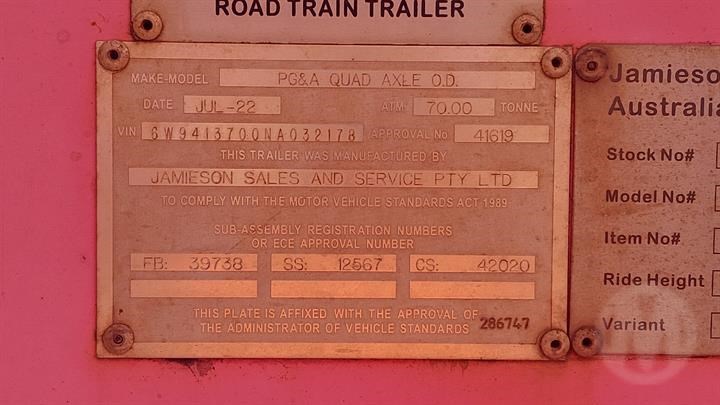 ROAD TRAIN TRAILER
MAKE-MODEL PG&A QUAD AXLE O.D.
DATE JUL-22 ATM 70.00 TONNE
VIN 6W9413700NA032178 APPROVAL No 41619
THIS TRAILER WAS MANUFACTURED BY
JAMIESON SALES AND SERVICE PTY LTD
TO COMPLY WITH THE MOTOR VEHICLE STANDARDS ACT 1989
SUB-ASSEMBLY REGISTRATION NUMBERS
OR ECE APPROVAL NUMBER
FB: 39738 SS: 12567 CS: 42020
THIS PLATE IS AFFIXED WITH THE APPROVAL OF
THE ADMINISTRATOR OF VEHICLE STANDARDS 286747
Jamieso
Australia
Stock No#
Model No#
Item No#
Ride Height
Variant